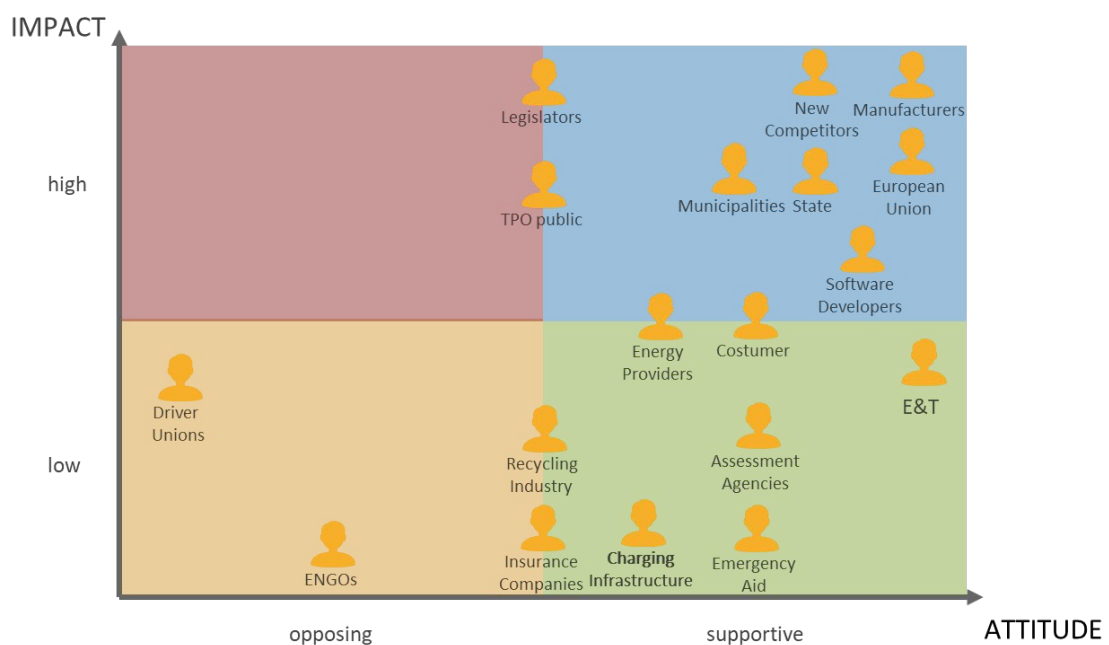 IMPACT
Legislators
New
Competitors
Manufacturers
high
TPO public
Municipalities
State
European
Union
Software
Developers
Energy
Providers
Costumer
Driver
Unions
E&T
low
Recycling
Industry
Assessment
Agencies
ENGOs
Insurance
Companies
Charging
Infrastructure
Emergency
Aid
opposing
supportive
ATTITUDE